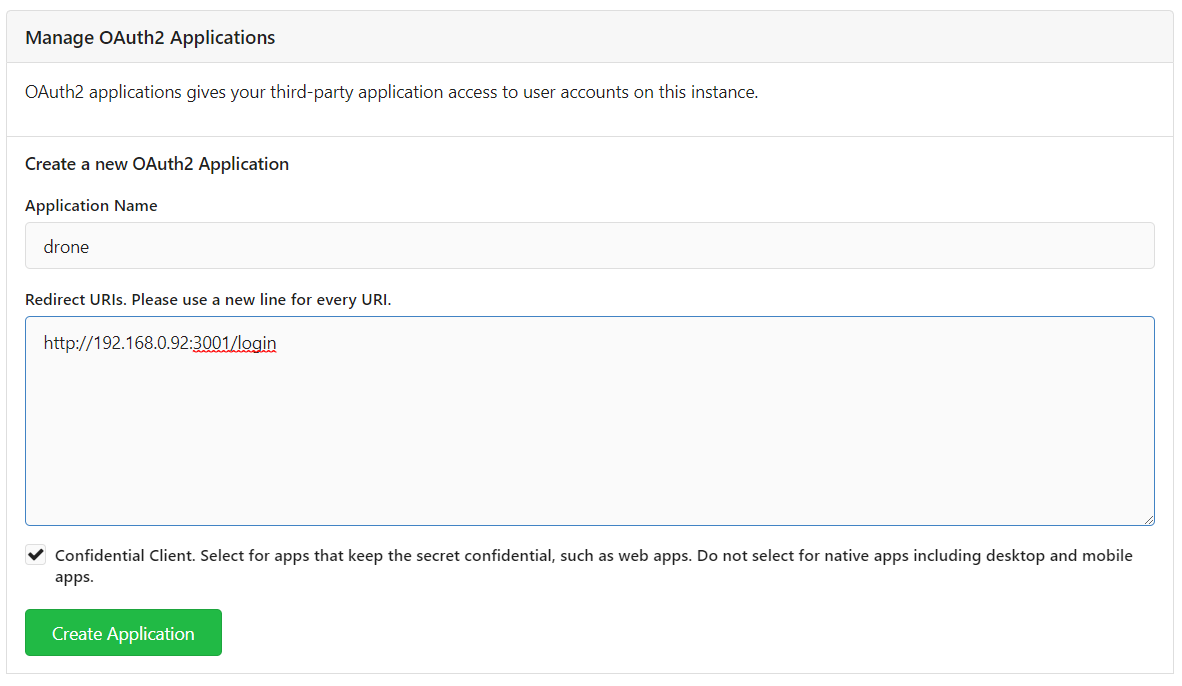 Manage OAuth2 Applications
OAuth2 applications gives your third-party application access to user accounts on this instance.
Create a new OAuth2 Application
Application Name
drone
Redirect URIs. Please use a new line for every URI.
http://192.168.0.92:3001/login
Confidential Client. Select for apps that keep the secret confidential, such as web apps. Do not select for native apps including desktop and mobile
apps.
Create Application